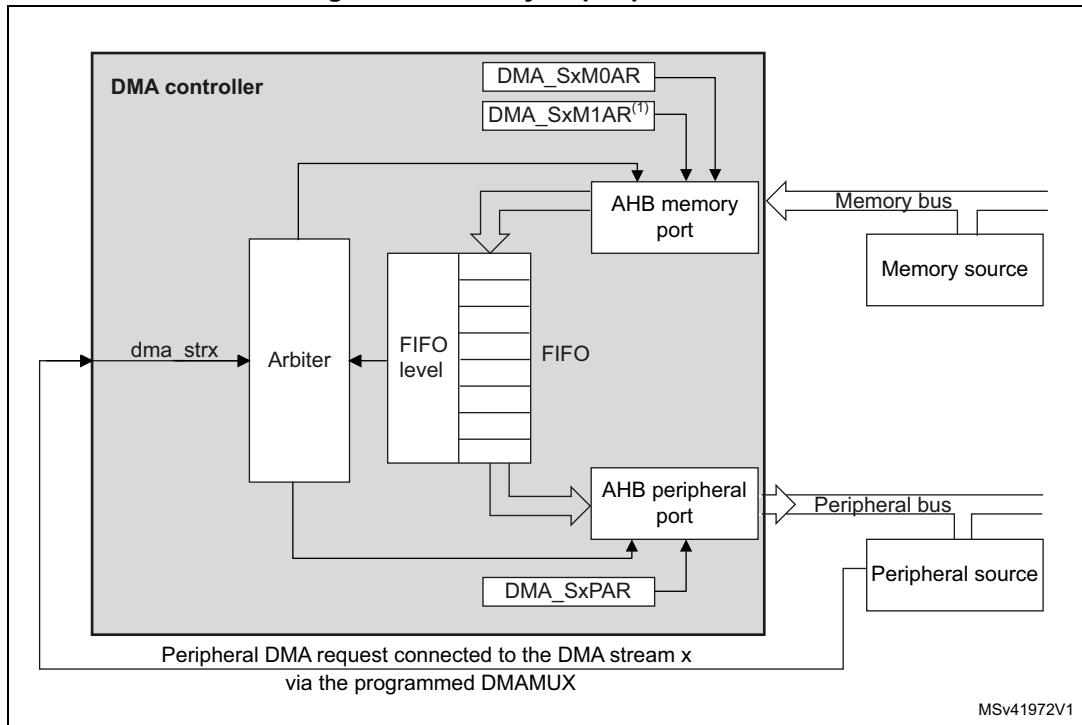 DMA controller
DMA_SxM0AR
DMA_SxM1AR(1)
AHB memory
port
Memory bus
Memory source
dma_strx
Arbiter
FIFO
level
FIFO
AHB peripheral
port
Peripheral bus
Peripheral source
DMA_SxPAR
Peripheral DMA request connected to the DMA stream x
via the programmed DMAMUX
MSv41972V1